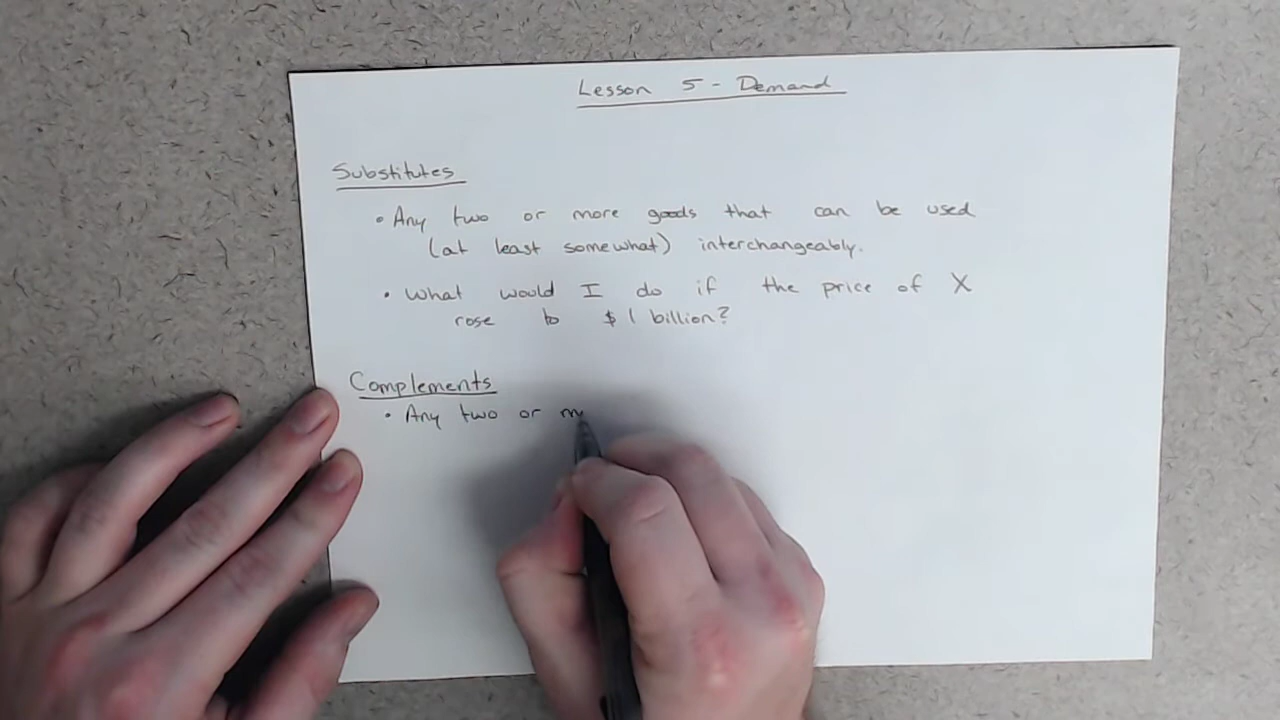 Lesson 5 - Demand
Substitutes
• Any two or more goods that can be used
(at least somewhat) interchangeably.
• What would I do if the price of X
rose to $1 billion?
Complements
• Any two or m